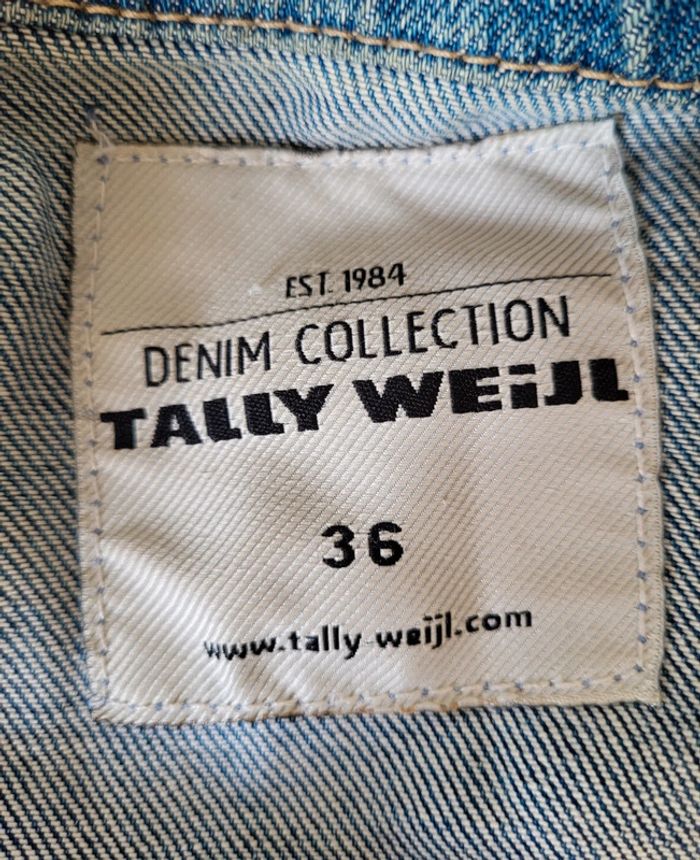 EST. 1984
DENIM COLLECTION
TALLY WEiJL
36
www.tally-weijl.com